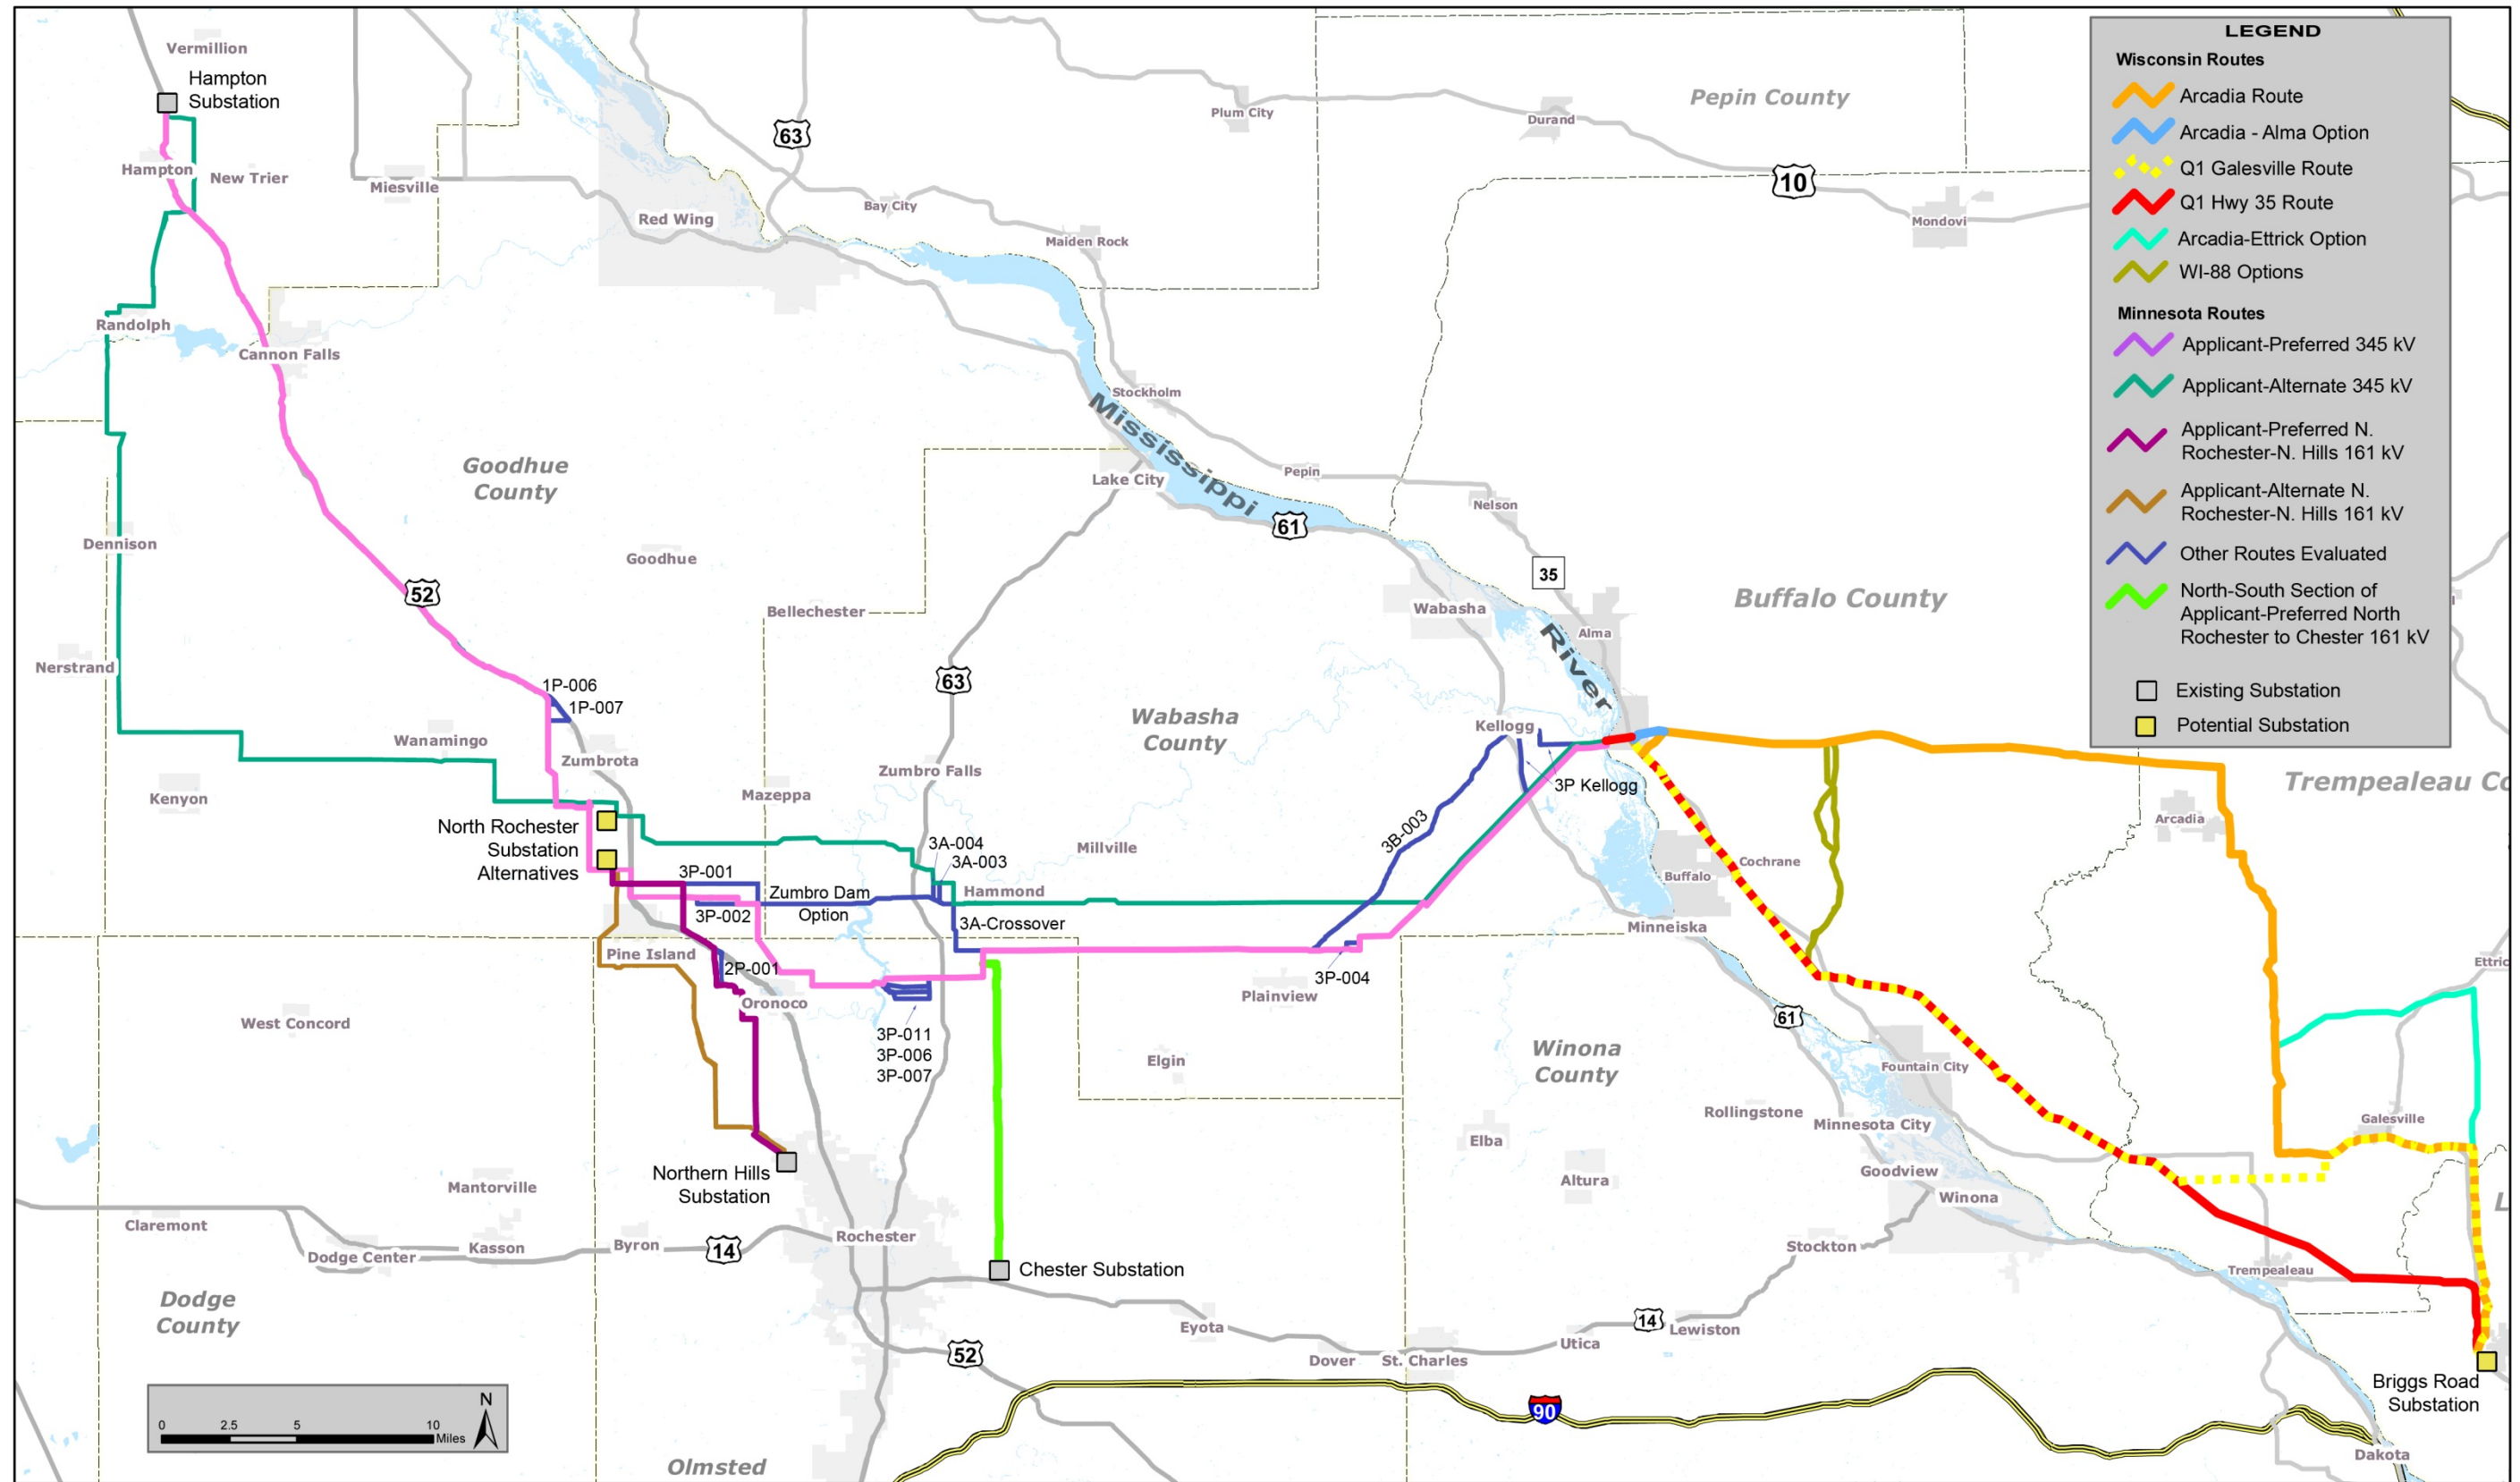 LEGEND
Wisconsin Routes
Arcadia Route
Arcadia - Alma Option
Q1 Galesville Route
Q1 Hwy 35 Route
Arcadia-Ettrick Option
WI-88 Options
Minnesota Routes
Applicant-Preferred 345 kV
Applicant-Alternate 345 kV
Applicant-Preferred N.
Rochester-N. Hills 161 kV
Applicant-Alternate N.
Rochester-N. Hills 161 kV
Other Routes Evaluated
North-South Section of
Applicant-Preferred North
Rochester to Chester 161 kV
Existing Substation
Potential Substation
Vermillion
Hampton
Substation
Hampton
New Trier
Miesville
Red Wing
63
Bay City
Maiden Rock
Plum City
Durand
Pepin County
10
Mondovi
Randolph
Cannon Falls
Stockholm
Mississippi
River
Goodhue
County
Lake City
Pepin
Nelson
61
35
Dennison
Goodhue
52
Bellechester
Wabasha
Alma
Buffalo County
Nerstrand
1P-006
1P-007
63
Wabasha
County
Kellogg
Wanamingo
Zumbrota
Zumbro Falls
3P Kellogg
Trempealeau Co
Kenyon
Mazeppa
North Rochester
Substation
Alternatives
3A-004
3A-003
Millville
3B-003
Arcadia
Cochrane
Buffalo
3P-001
Zumbro Dam
Option
Hammond
3P-002
3A-Crossover
Minneiska
Pine Island
2P-001
3P-004
Ettric
Oronoco
Plainview
West Concord
61
3P-011
3P-006
3P-007
Elgin
Winona
County
Fountain City
Rollingstone
Minnesota City
Galesville
Elba
Northern Hills
Substation
Altura
Goodview
Winona
Mantorville
L
Claremont
Dodge Center
Kasson
Byron
14
Rochester
Stockton
Chester Substation
Trempealeau
Dodge
County
Eyota
14
Lewiston
Utica
Dover
St. Charles
52
Briggs Road
Substation
90
0
2.5
5
10
Miles
N
Olmsted
Dakota